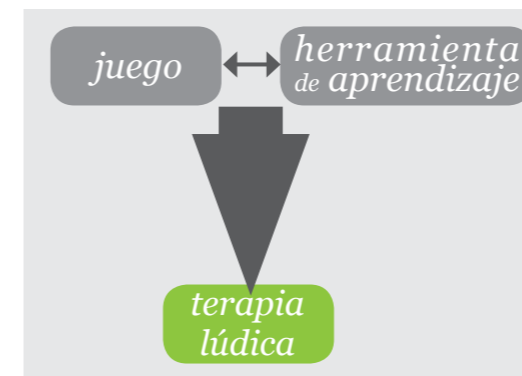 juego
herramienta
de aprendizaje
terapia
lúdica